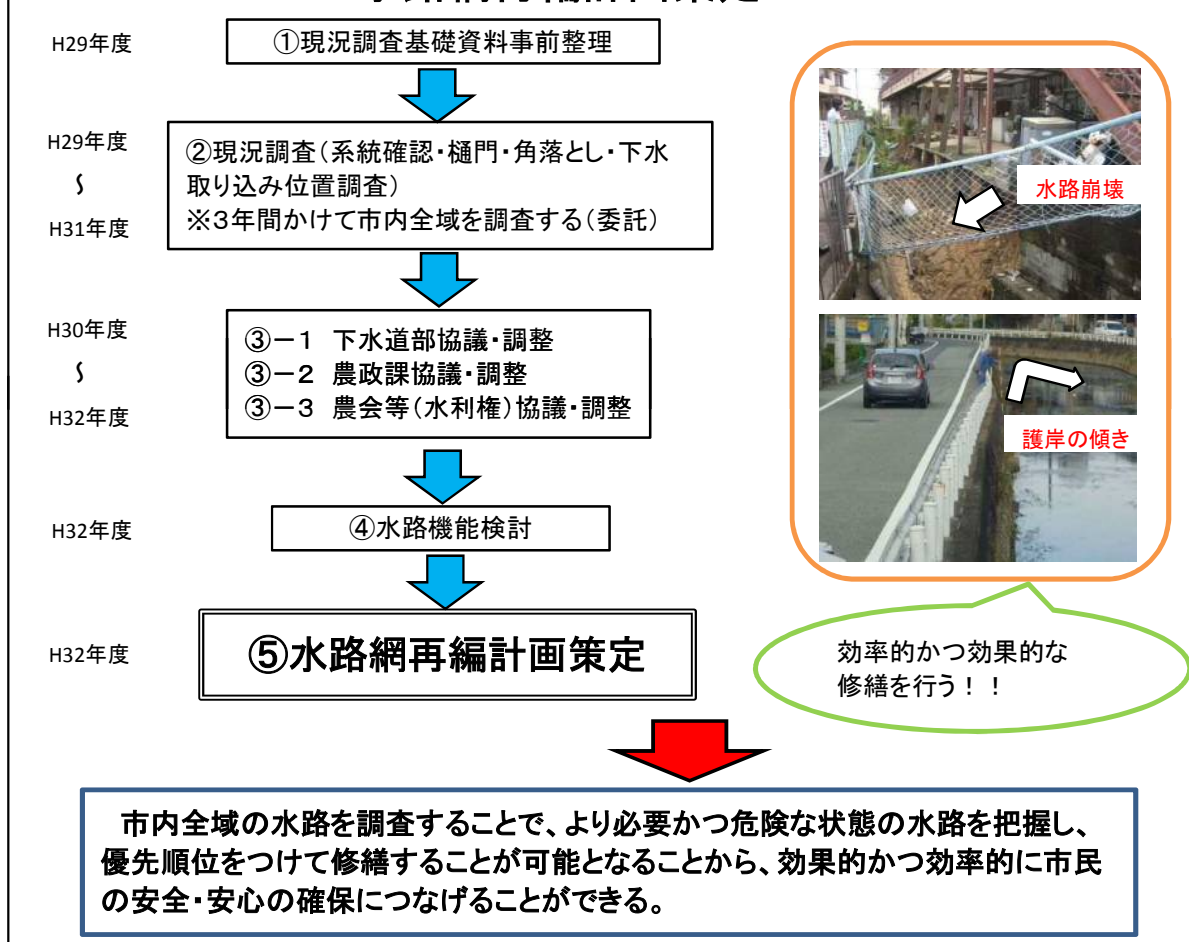 H29年度
①現況調査基礎資料事前整理
H29年度
~
H31年度
②現況調査(系統確認・樋門・角落とし・下水
取り込み位置調査)
※3年間かけて市内全域を調査する(委託)
H30年度
~
H32年度
③-1 下水道部協議・調整
③-2 農政課協議・調整
③-3 農会等(水利権)協議・調整
H32年度
④水路機能検討
H32年度
⑤水路網再編計画策定
水路崩壊
護岸の傾き
効率的かつ効果的な
修繕を行う!!
市内全域の水路を調査することで、より必要かつ危険な状態の水路を把握し、
優先順位をつけて修繕することが可能となることから、効果的かつ効率的に市民
の安全・安心の確保につなげることができる。